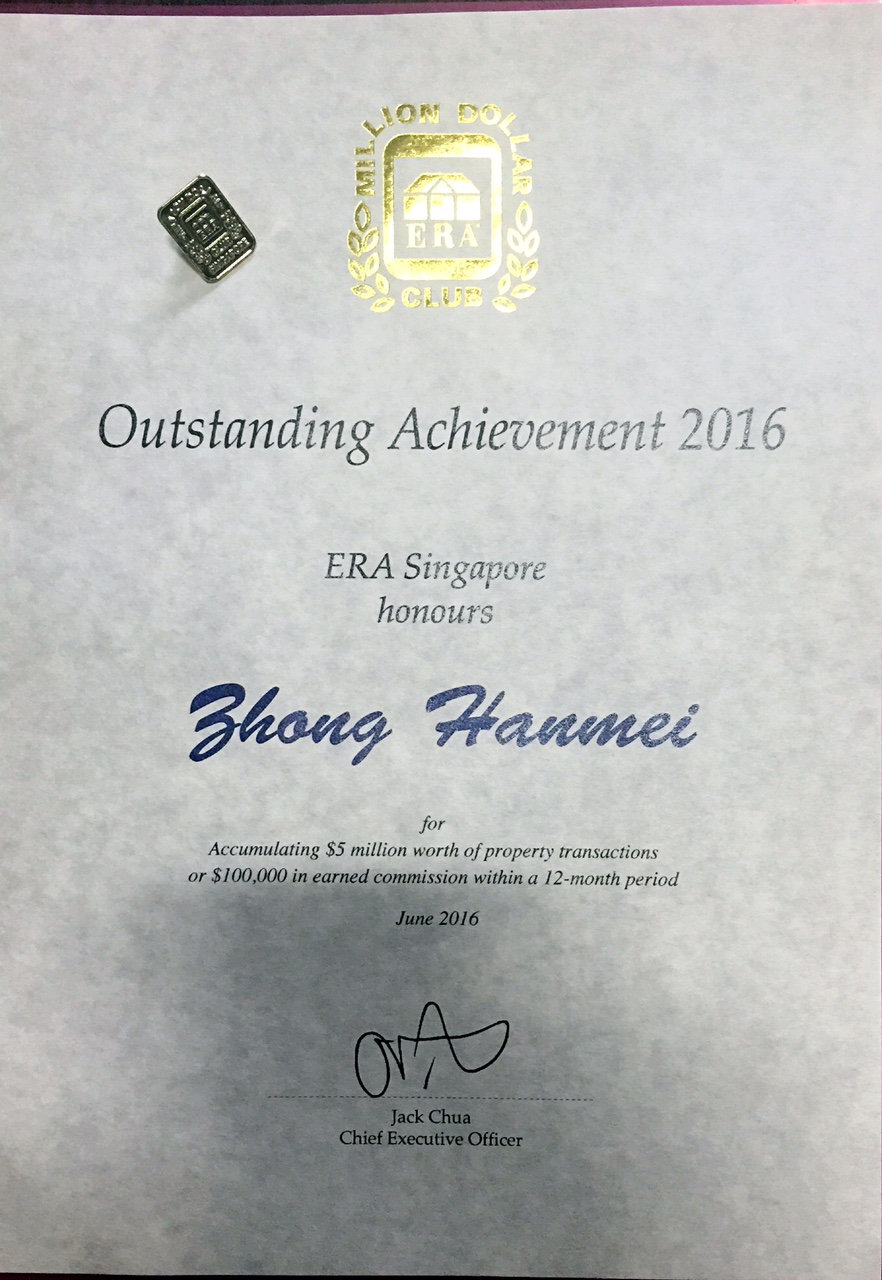 MILLION DOLLAR
ERA
CLUB
ERA
Outstanding Achievement 2016
ERA Singapore
honours
Zhong Hanmei
for
Accumulating $5 million worth of property transactions
or $100,000 in earned commission within a 12-month period
June 2016
Jack Chua
Chief Executive Officer